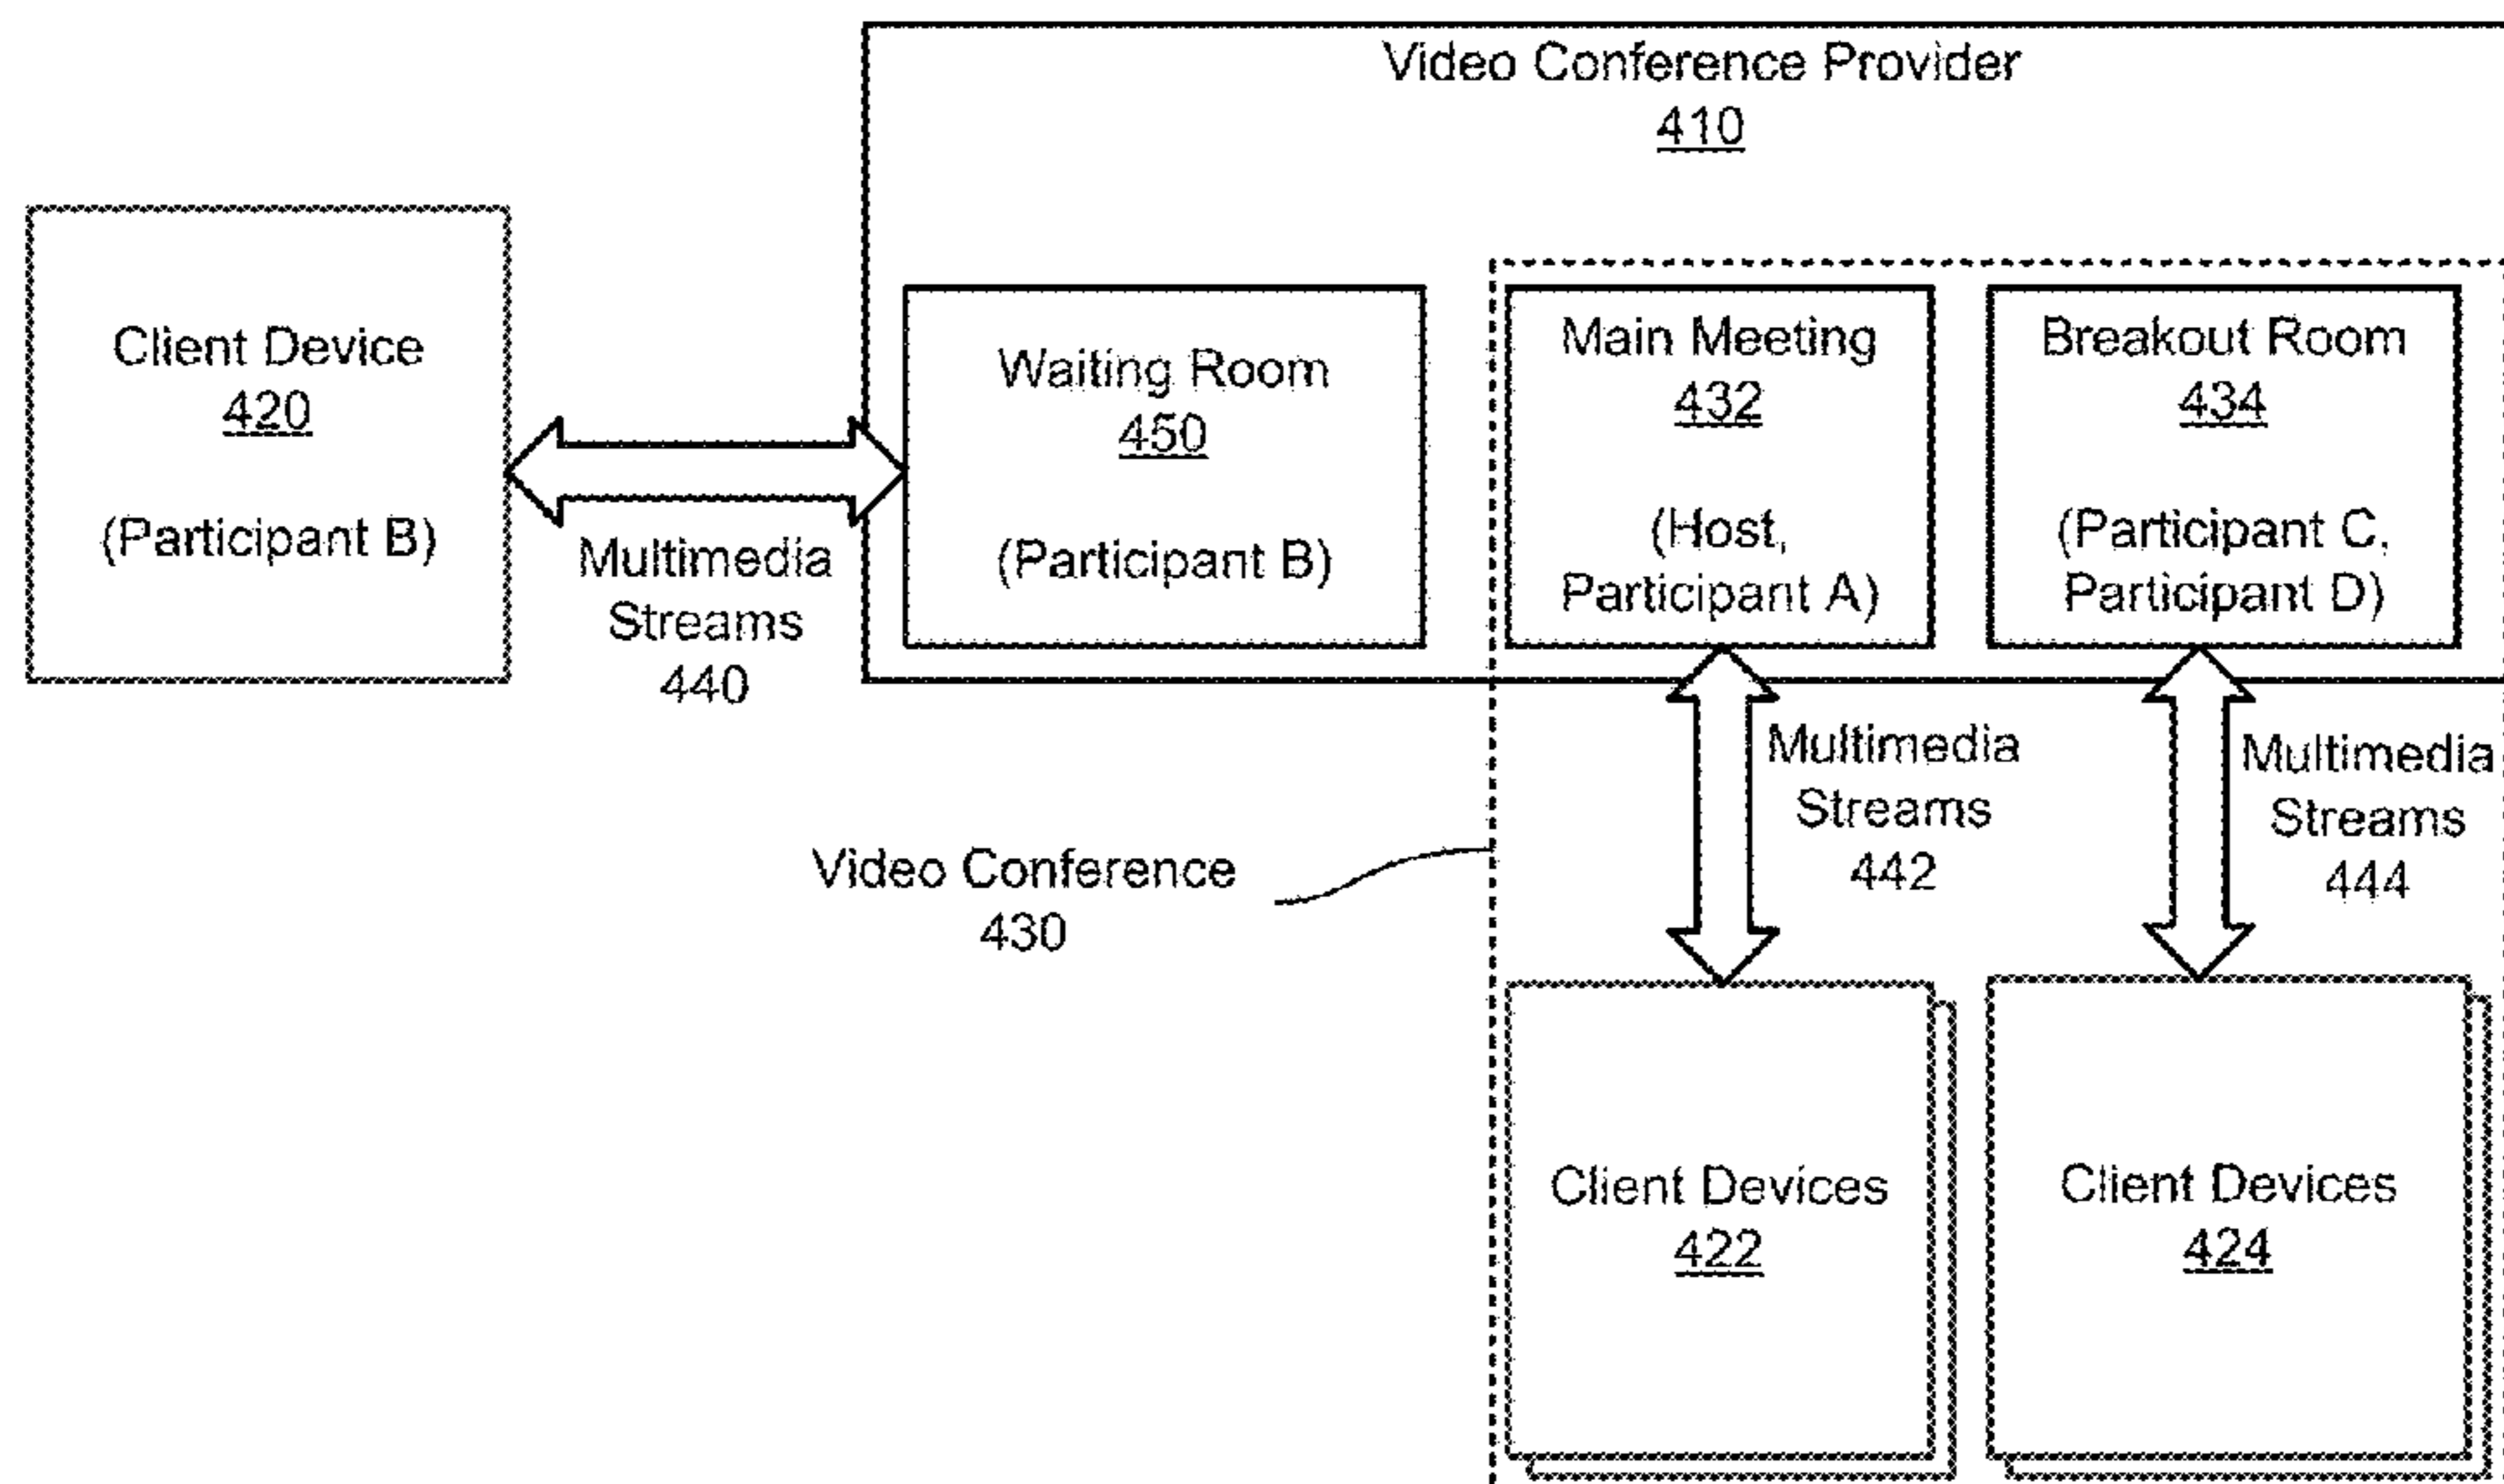 Video Conference Provider
410
Client Device
420
(Participant B)
Multimedia
Streams
440
Waiting Room
450
(Participant B)
Main Meeting
432
(Host,
Participant A)
Breakout Room
434
(Participant C,
Participant D)
Multimedia
Streams
442
Multimedia
Streams
444
Video Conference
430
Client Devices
422
Client Devices
424